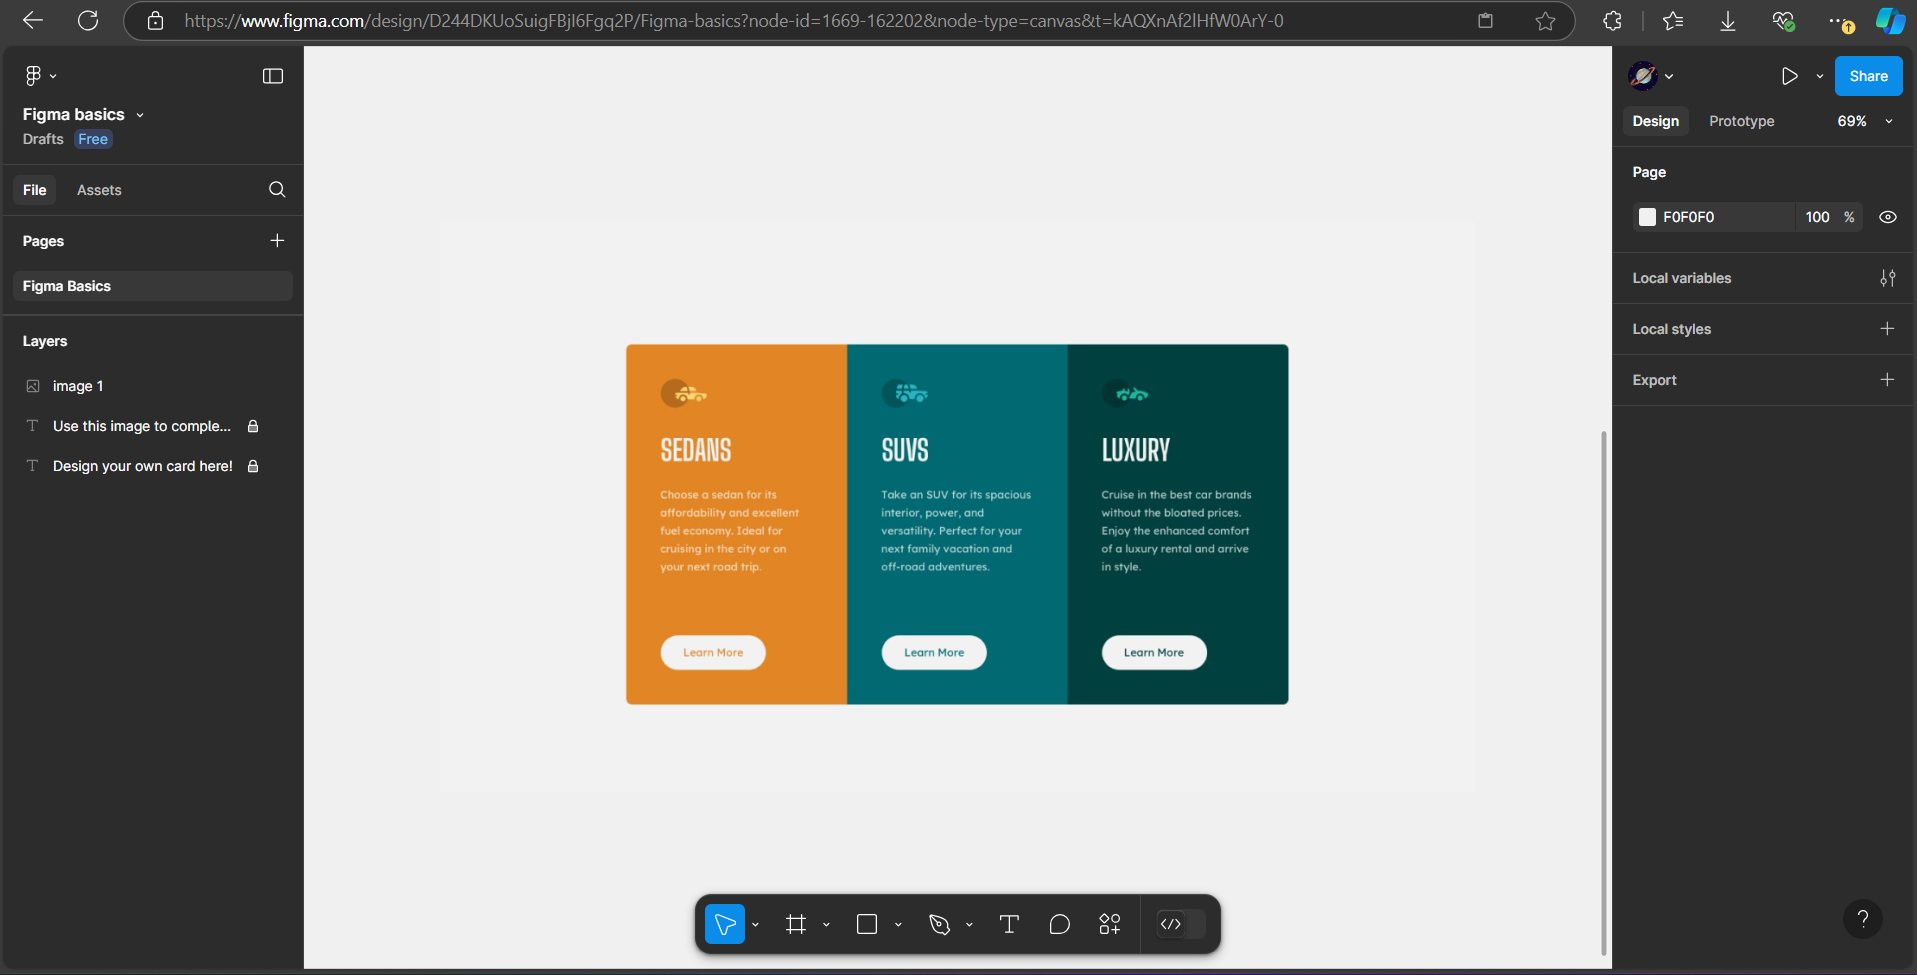 https://www.figma.com/design/D244DKUoSuigFBjI6Fgq2P/Figma-basics?node-id=1669-162202&node-type=canvas&t=kAQXnAf2lHfW0ArY-0
Figma basics
Drafts Free
File Assets
Pages
Figma Basics
Layers
image 1
Use this image to comple...
Design your own card here!
SEDANS
Choose a sedan for its
affordability and excellent
fuel economy. Ideal for
cruising in the city or on
your next road trip.
Learn More
SUVS
Take an SUV for its spacious
interior, power, and
versatility. Perfect for your
next family vacation and
off-road adventures.
Learn More
LUXURY
Cruise in the best car brands
without the bloated prices.
Enjoy the enhanced comfort
of a luxury rental and arrive
in style.
Learn More
Share
Design Prototype 69%
Page
F0F0F0 100 %
Local variables
Local styles
Export
?